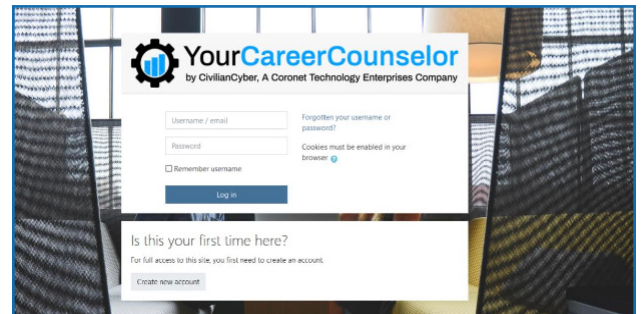 YourCareerCounselor
by CivilianCyber, A Coronet Technology Enterprises Company
Username / email
Forgotten your username or
password?
Password
Cookies must be enabled in your
browser
Remember username
Log in
Is this your first time here?
For full access to this site, you first need to create an account.
Create new account